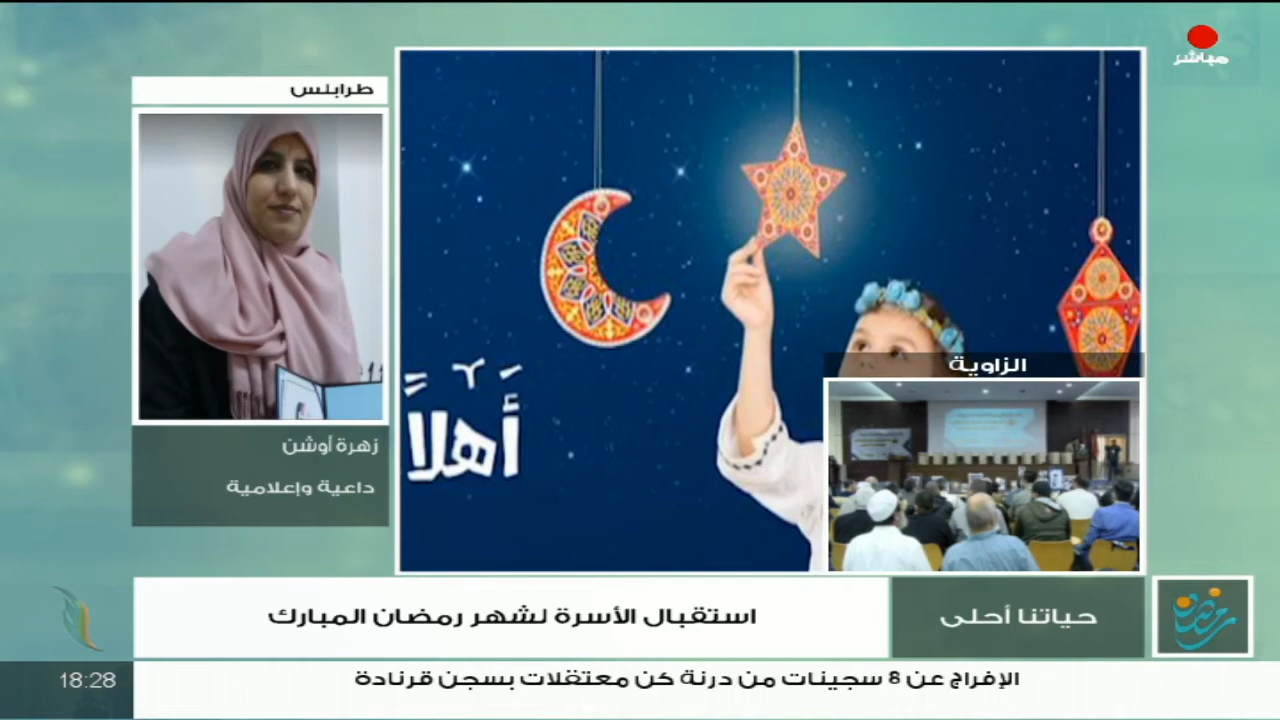 مباشر
طرابلس
أهلاً
الزاوية
زهرة أوشن
داعية وإعلامية
حياتنا أحلى
استقبال الأسرة لشهر رمضان المبارك
رمضان
18:28
الإفراج عن 8 سجينات من درنة كن معتقلات بسجن قرنادة